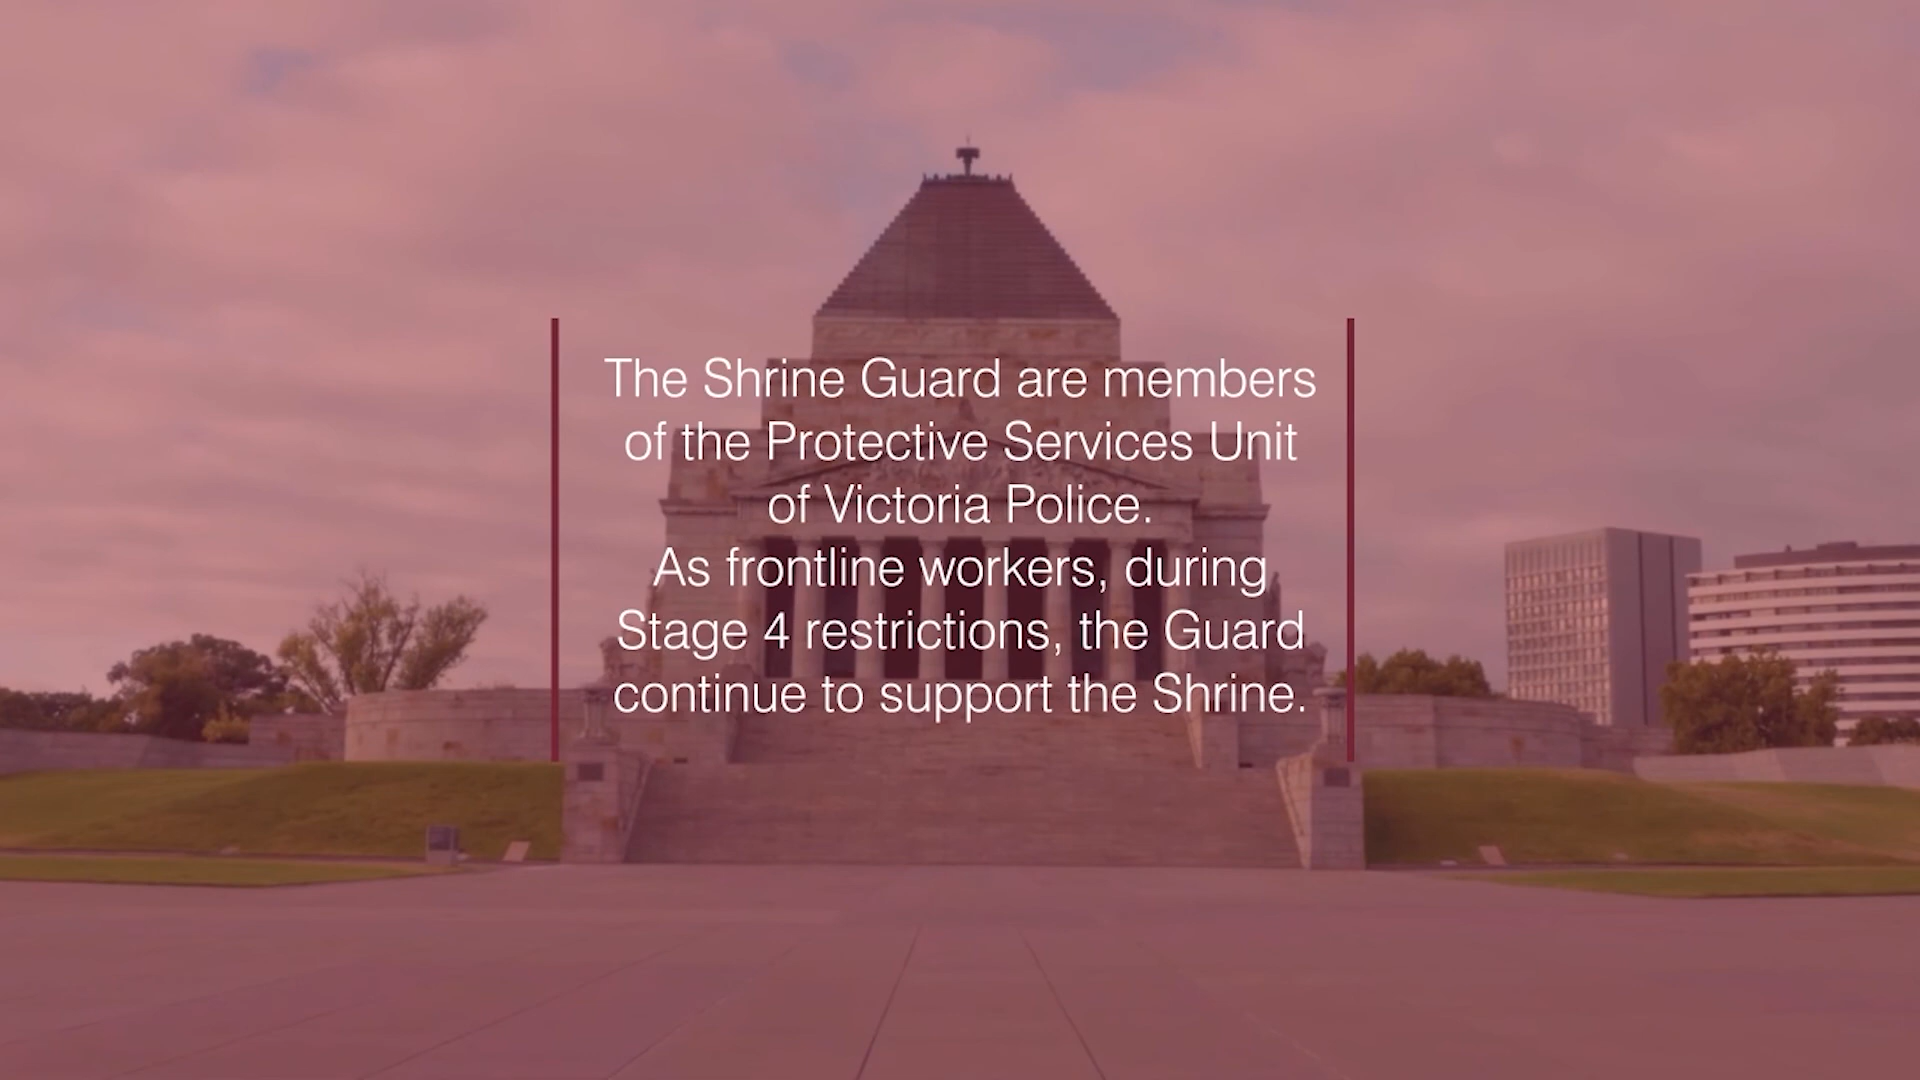 The Shrine Guard are members
of the Protective Services Unit
of Victoria Police.
As frontline workers, during
Stage 4 restrictions, the Guard
continue to support the Shrine.